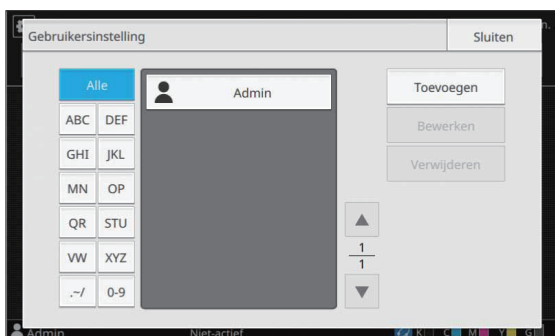 Gebruikersinstelling
Sluiten
n.
Alle
ABC DEF
GHI JKL
MN OP
QR STU
VW XYZ
.~/ 0-9
Admin
1
1
Toevoegen
Bewerken
Verwijderen
Admin Niet-actief K C M Y G